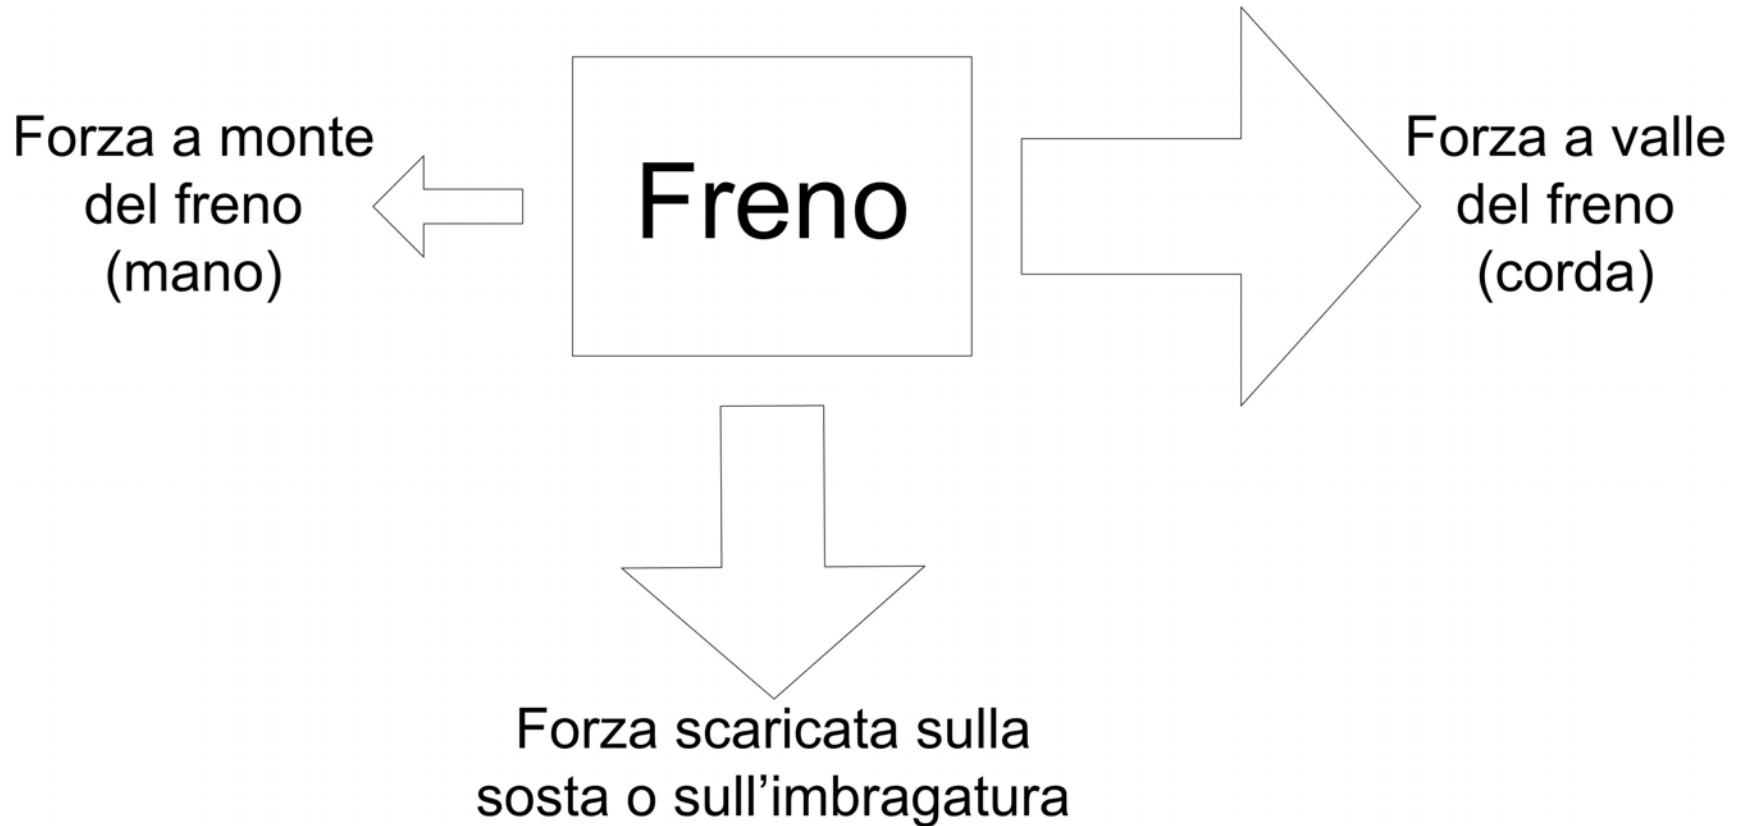 Forza a monte
del freno
(mano)
Freno
Forza a valle
del freno
(corda)
Forza scaricata sulla
sosta o sull’imbragatura